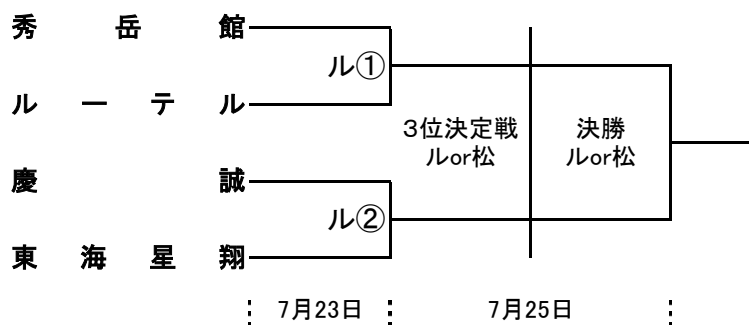 秀岳館
ル①
ルーテル
3位決定戦
ルor松
決勝
ルor松
慶誠
ル②
東海星翔
7月23日
7月25日